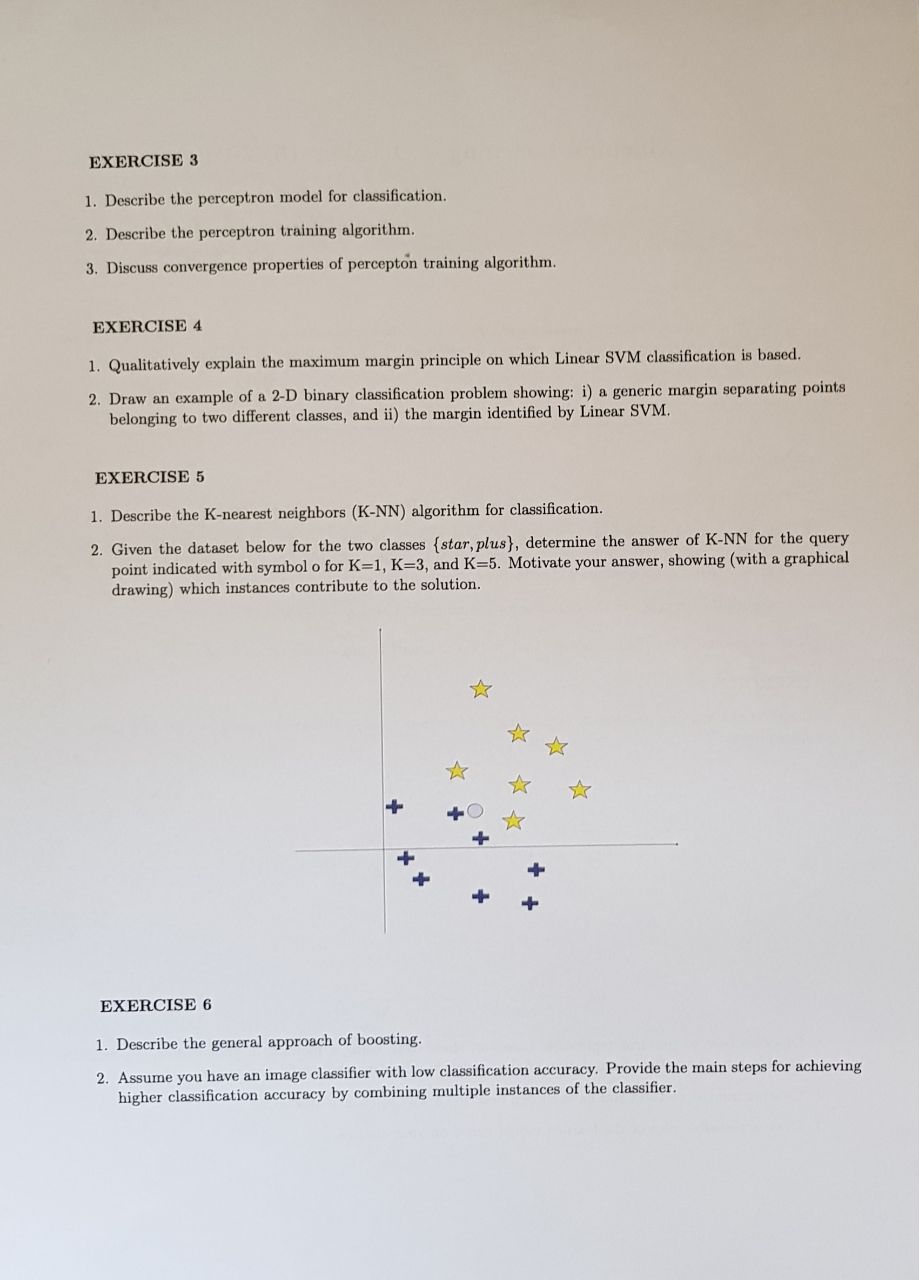 EXERCISE 3
1. Describe the perceptron model for classification.
2. Describe the perceptron training algorithm.
3. Discuss convergence properties of percepton training algorithm.
EXERCISE 4
1. Qualitatively explain the maximum margin principle on which Linear SVM classification is based.
2. Draw an example of a 2-D binary classification problem showing: i) a generic margin separating points
belonging to two different classes, and ii) the margin identified by Linear SVM.
EXERCISE 5
1. Describe the K-nearest neighbors (K-NN) algorithm for classification.
2. Given the dataset below for the two classes {star, plus}, determine the answer of K-NN for the query
point indicated with symbol o for K=1, K=3, and K=5. Motivate your answer, showing (with a graphical
drawing) which instances contribute to the solution.
EXERCISE 6
1. Describe the general approach of boosting.
2. Assume you have an image classifier with low classification accuracy. Provide the main steps for achieving
higher classification accuracy by combining multiple instances of the classifier.